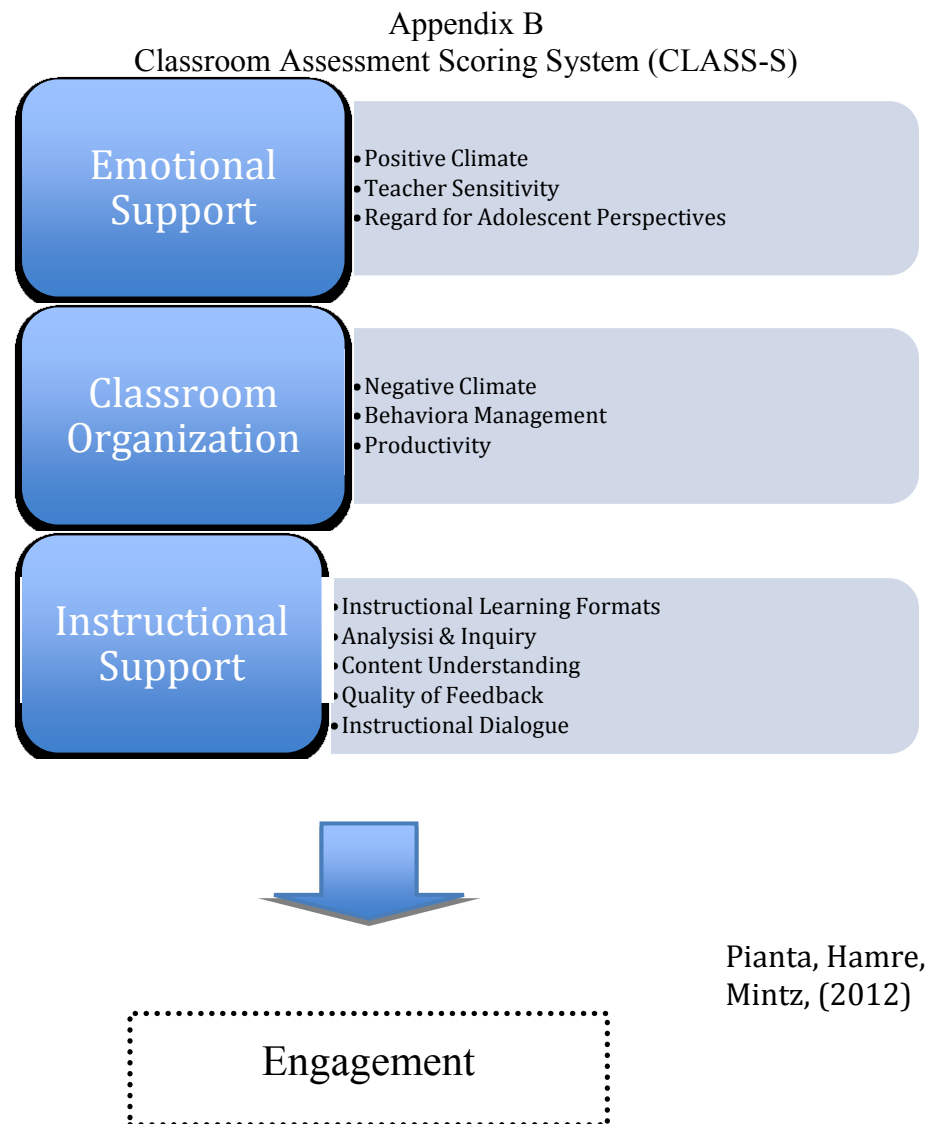 Appendix B
Classroom Assessment Scoring System (CLASS-S)
Emotional
Support
•Positive Climate
•Teacher Sensitivity
•Regard for Adolescent Perspectives
Classroom
Organization
•Negative Climate
•Behaviora Management
•Productivity
Instructional
Support
•Instructional Learning Formats
•Analysisi & Inquiry
•Content Understanding
•Quality of Feedback
•Instructional Dialogue
Pianta, Hamre,
Mintz, (2012)
Engagement